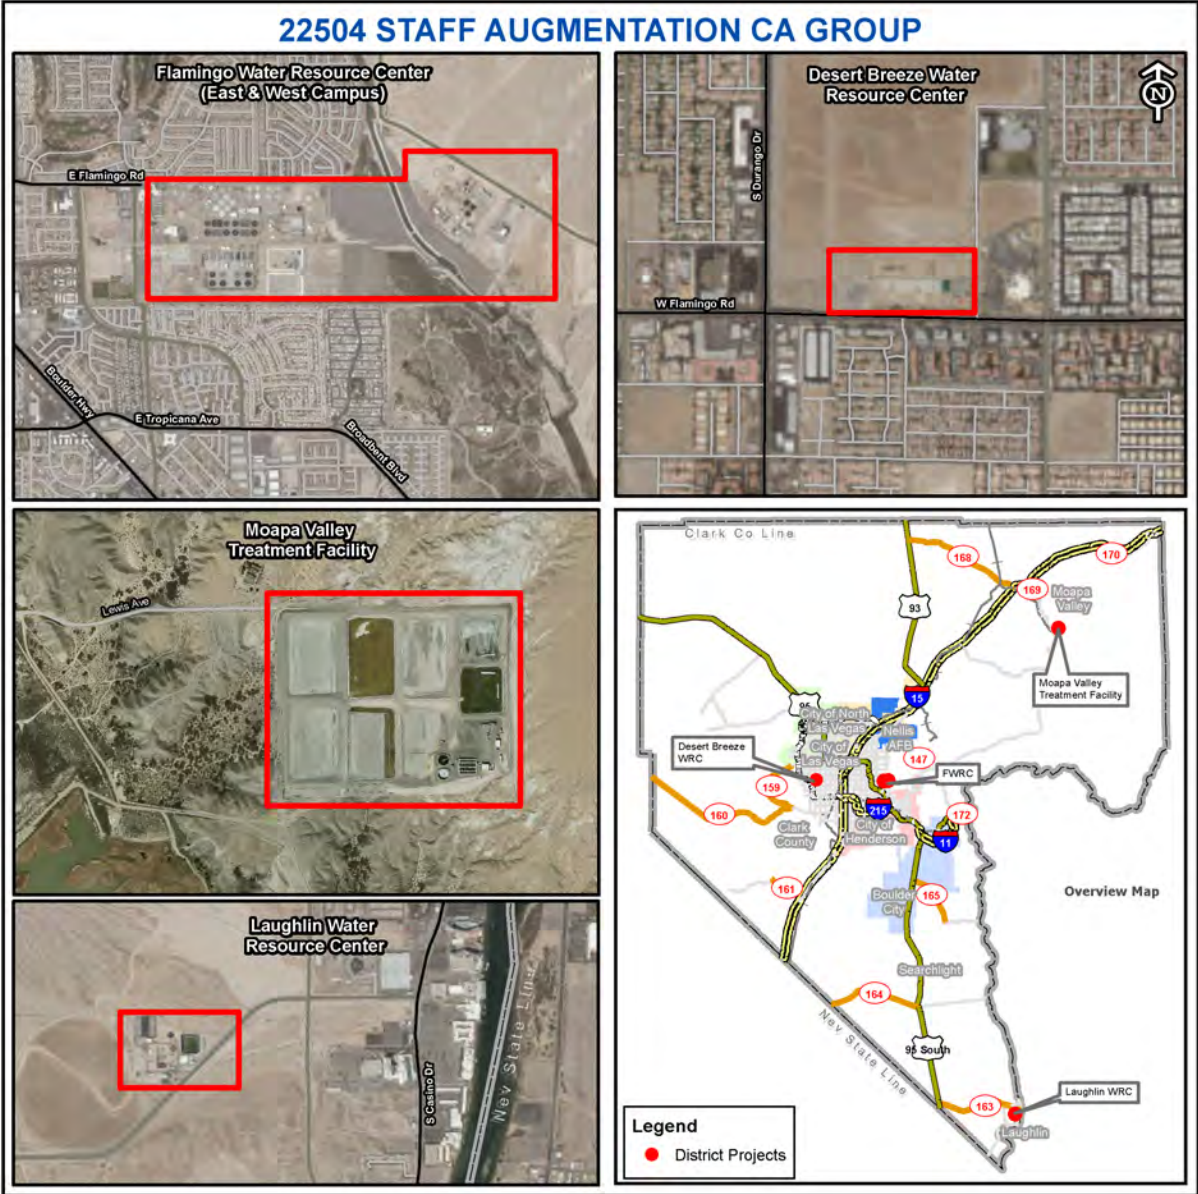 22504 STAFF AUGMENTATION CA GROUP
Flamingo Water Resource Center
(East & West Campus)
E Flamingo Rd
Boulder Hwy
E Tropicana Ave
Broadbent Blvd
Desert Breeze Water
Resource Center
N
S Durango Dr
W Flamingo Rd
Moapa Valley
Treatment Facility
Lewis Ave
Laughlin Water
Resource Center
S Casino Dr
Nev State Line
Clark Co Line
168
170
93
169
Moapa
Valley
Moapa Valley
Treatment Facility
15
95
City of North
Las Vegas
Nellis
AFB
City of
Las Vegas
147
Desert Breeze
WRC
FWRC
159
160
215
172
Clark
County
City of
Henderson
11
161
Boulder
City
165
Overview Map
Searchlight
164
Nev State Line
95 South
163
Laughlin WRC
Laughlin
Legend
District Projects